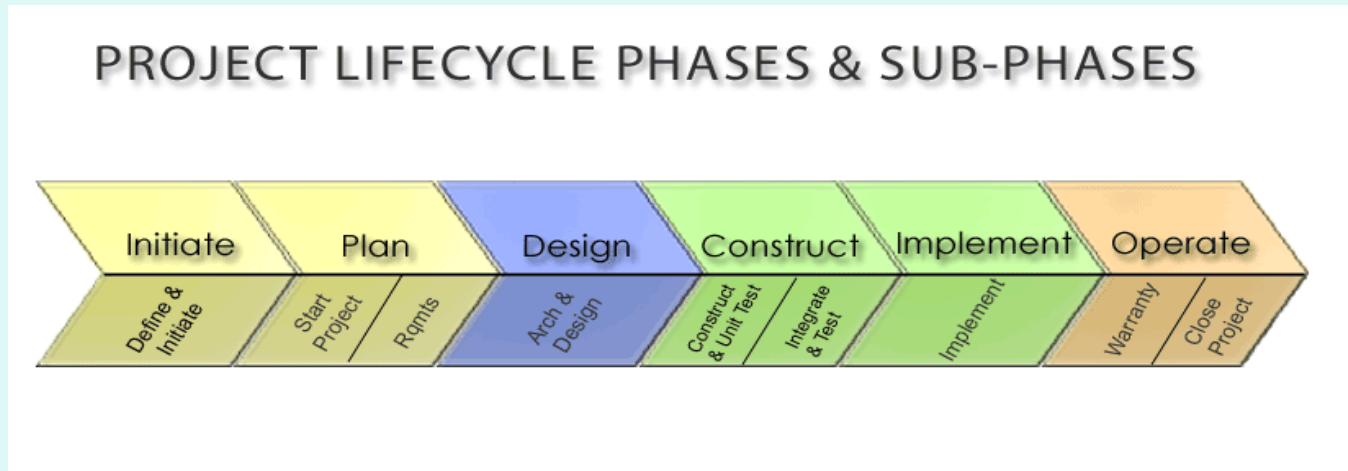 PROJECT LIFECYCLE PHASES & SUB-PHASES
Initiate
Plan
Design
Construct
Implement
Operate
Define &
Initiate
Start
Project
Rqmts
Arch &
Design
Construct
& Unit Test
Integrate
& Test
Implement
Warranty
Close
Project